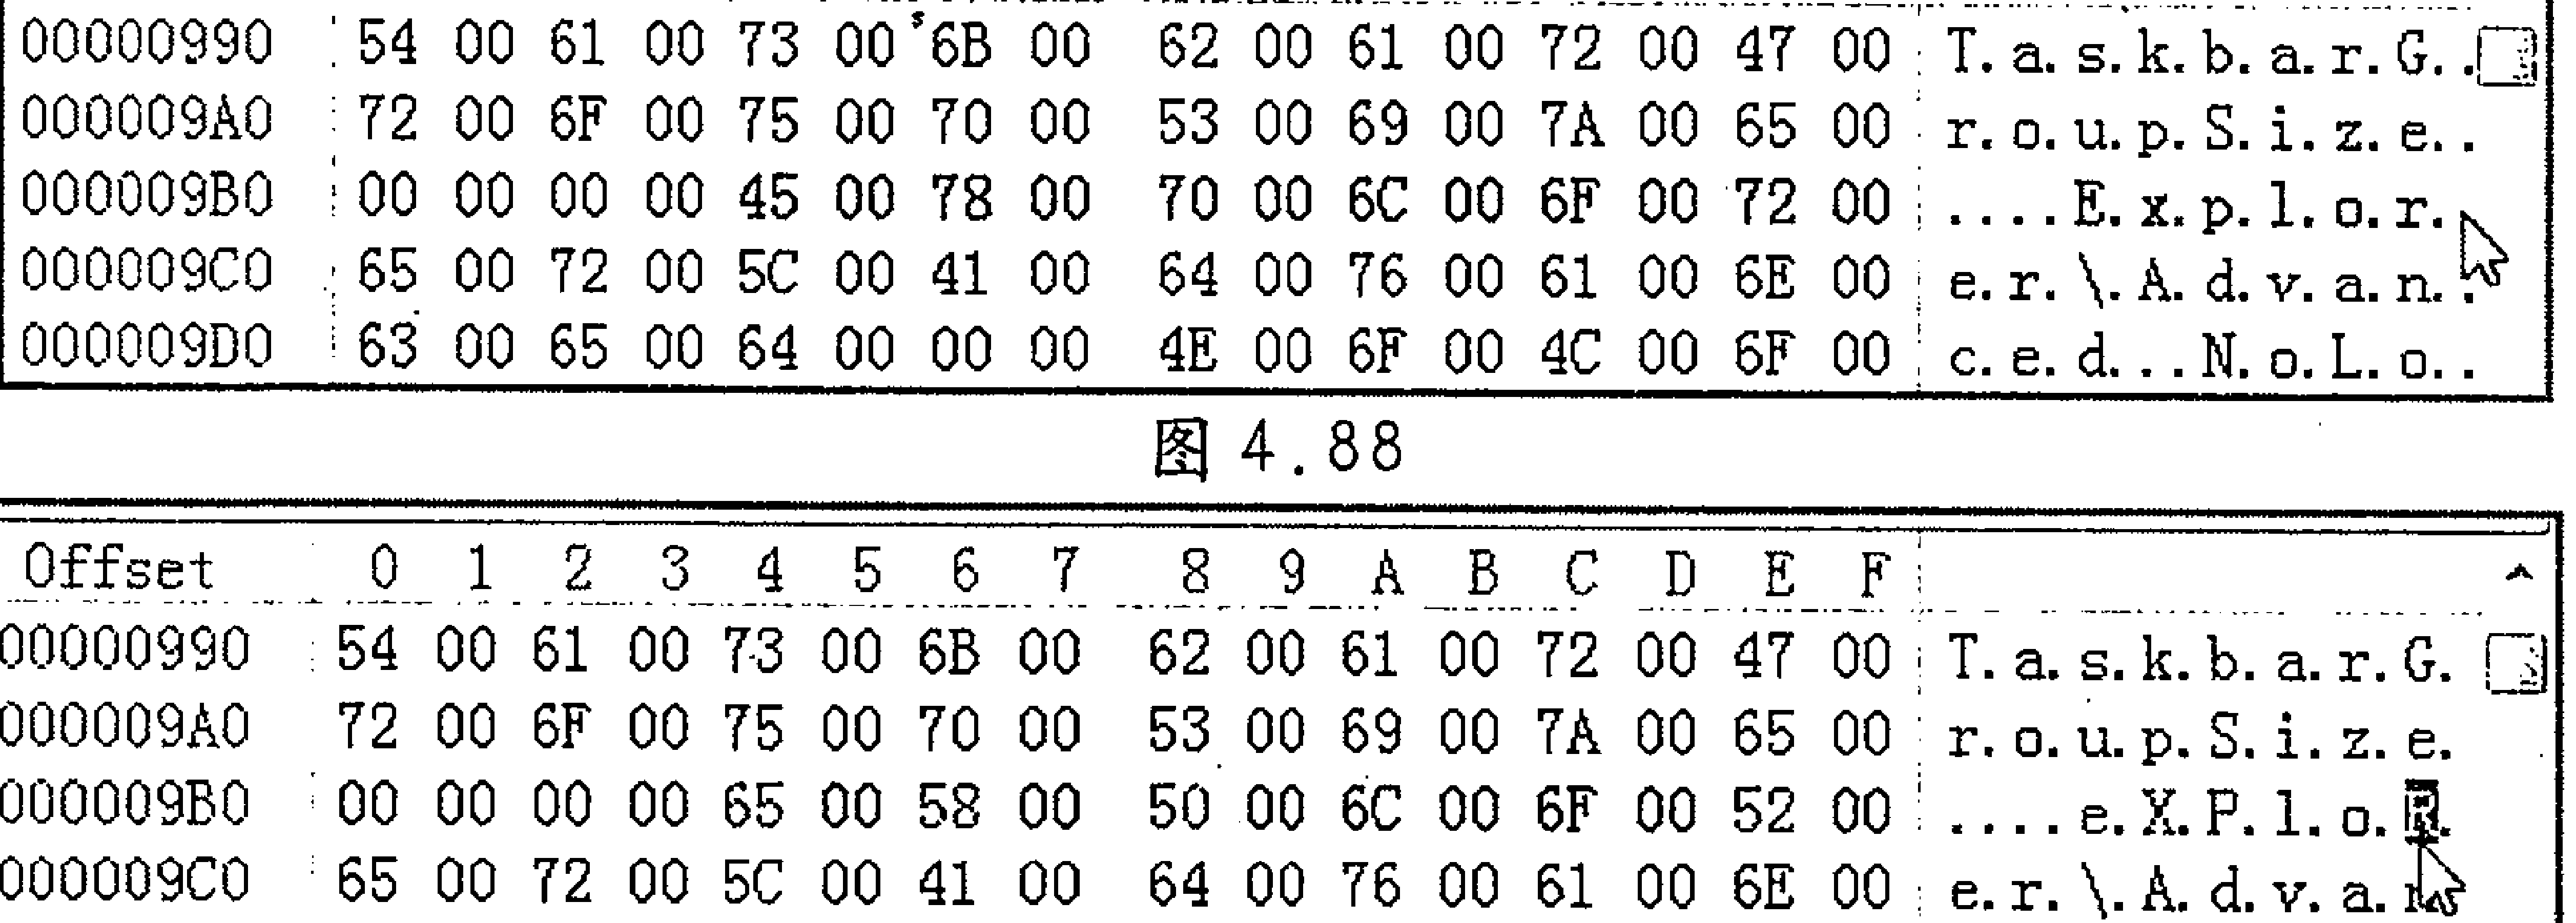 00000990 54 00 61 00 73 00 6B 00 62 00 61 00 72 00 47 00 T.a.s.k.b.a.r.G..
000009A0 72 00 6F 00 75 00 70 00 53 00 69 00 7A 00 65 00 r.o.u.p.S.i.z.e..
000009B0 00 00 00 00 45 00 78 00 70 00 6C 00 6F 00 72 00 ....E.x.p.l.o.r.
000009C0 65 00 72 00 5C 00 41 00 64 00 76 00 61 00 6E 00 e.r.\.A.d.v.a.n..
000009D0 63 00 65 00 64 00 00 00 4E 00 6F 00 4C 00 6F 00 c.e.d...N.o.L.o..
图 4.88
Offset 0 1 2 3 4 5 6 7 8 9 A B C D E F
00000990 54 00 61 00 73 00 6B 00 62 00 61 00 72 00 47 00 T.a.s.k.b.a.r.G.
000009A0 72 00 6F 00 75 00 70 00 53 00 69 00 7A 00 65 00 r.o.u.p.S.i.z.e.
000009B0 00 00 00 00 65 00 58 00 50 00 6C 00 6F 00 52 00 ....e.X.P.l.o.R.
000009C0 65 00 72 00 5C 00 41 00 64 00 76 00 61 00 6E 00 e.r.\.A.d.v.a.n